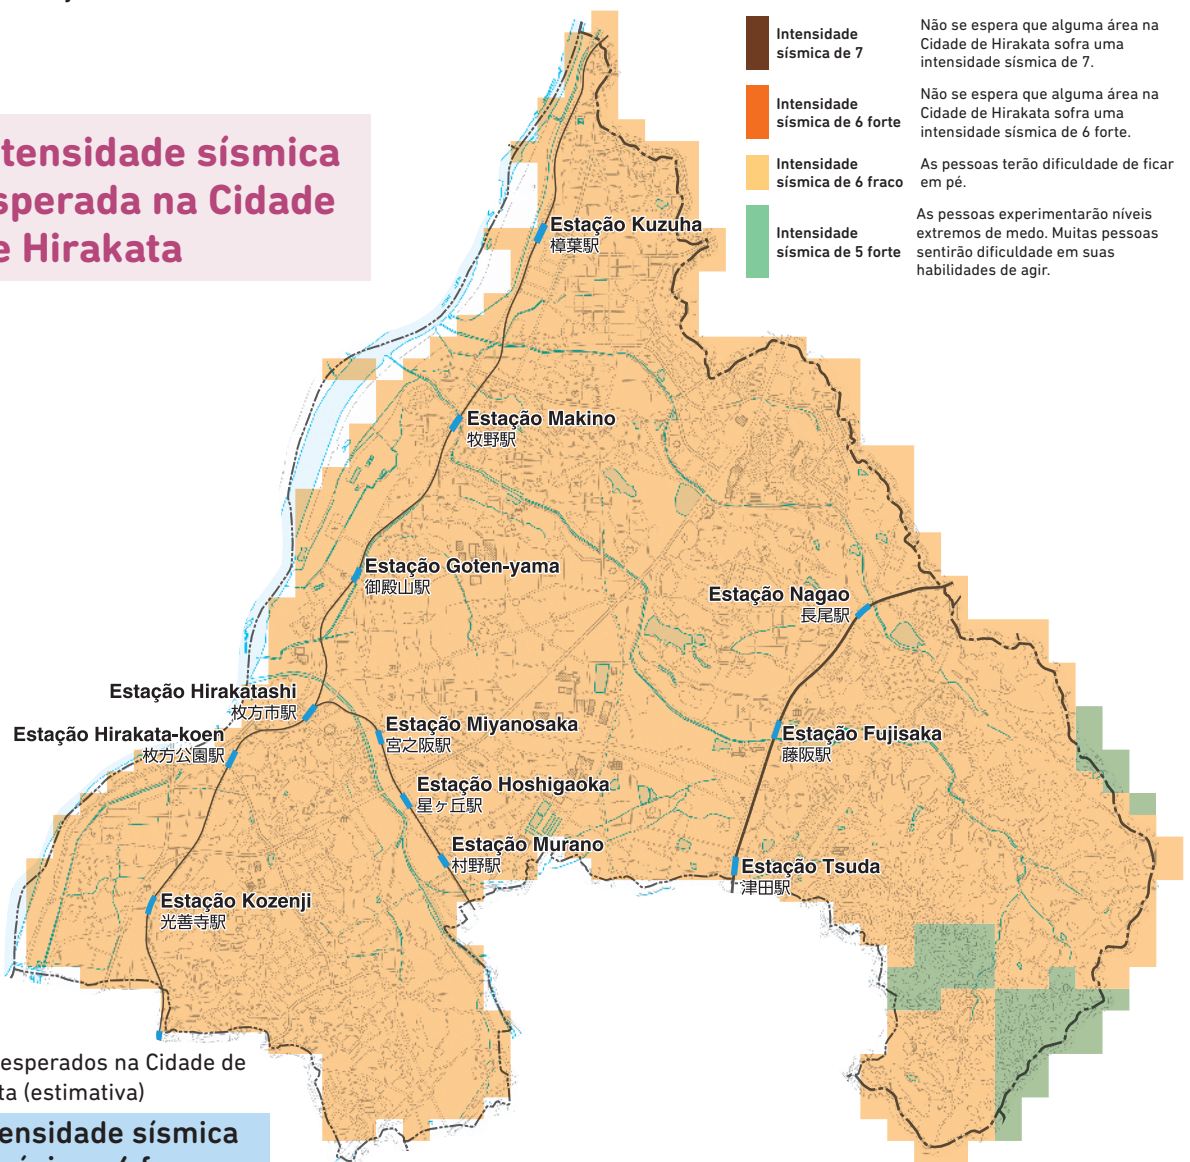 Intensidade
sísmica de 7
Não se espera que alguma área na
Cidade de Hirakata sofra uma
intensidade sísmica de 7.
Intensidade
sísmica de 6 forte
Não se espera que alguma área na
Cidade de Hirakata sofra uma
intensidade sísmica de 6 forte.
Intensidade
sísmica de 6 fraco
As pessoas terão dificuldade de ficar
em pé.
Intensidade
sísmica de 5 forte
As pessoas experimentarão níveis
extremos de medo. Muitas pessoas
sentirão dificuldade em suas
habilidades de agir.
tensidade sísmica
sperada na Cidade
e Hirakata
Estação Kuzuha
樟葉駅
Estação Makino
牧野駅
Estação Goten-yama
御殿山駅
Estação Nagao
長尾駅
Estação Hirakatashi
枚方市駅
Estação Hirakata-koen
枚方公園駅
Estação Miyanosaka
宮之阪駅
Estação Fujisaka
藤阪駅
Estação Hoshigaoka
星ヶ丘駅
Estação Murano
村野駅
Estação Tsuda
津田駅
Estação Kozenji
光善寺駅
esperados na Cidade de
ta (estimativa)
ensidade sísmica